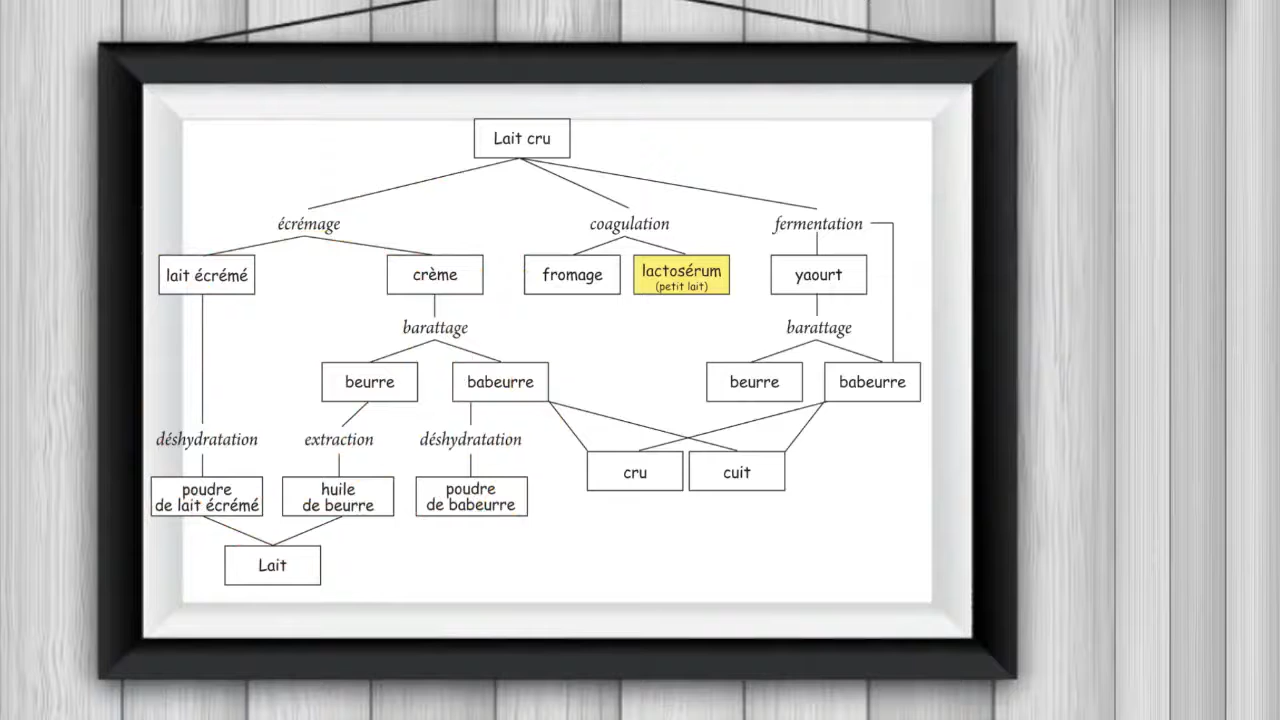 Lait cru
écrémage
coagulation
fermentation
lait écrémé
crème
fromage
lactosérum
(petit lait)
yaourt
barattage
barattage
beurre
babeurre
beurre
babeurre
déshydratation
extraction
déshydratation
cru
cuit
poudre
de lait écrémé
huile
de beurre
poudre
de babeurre
Lait